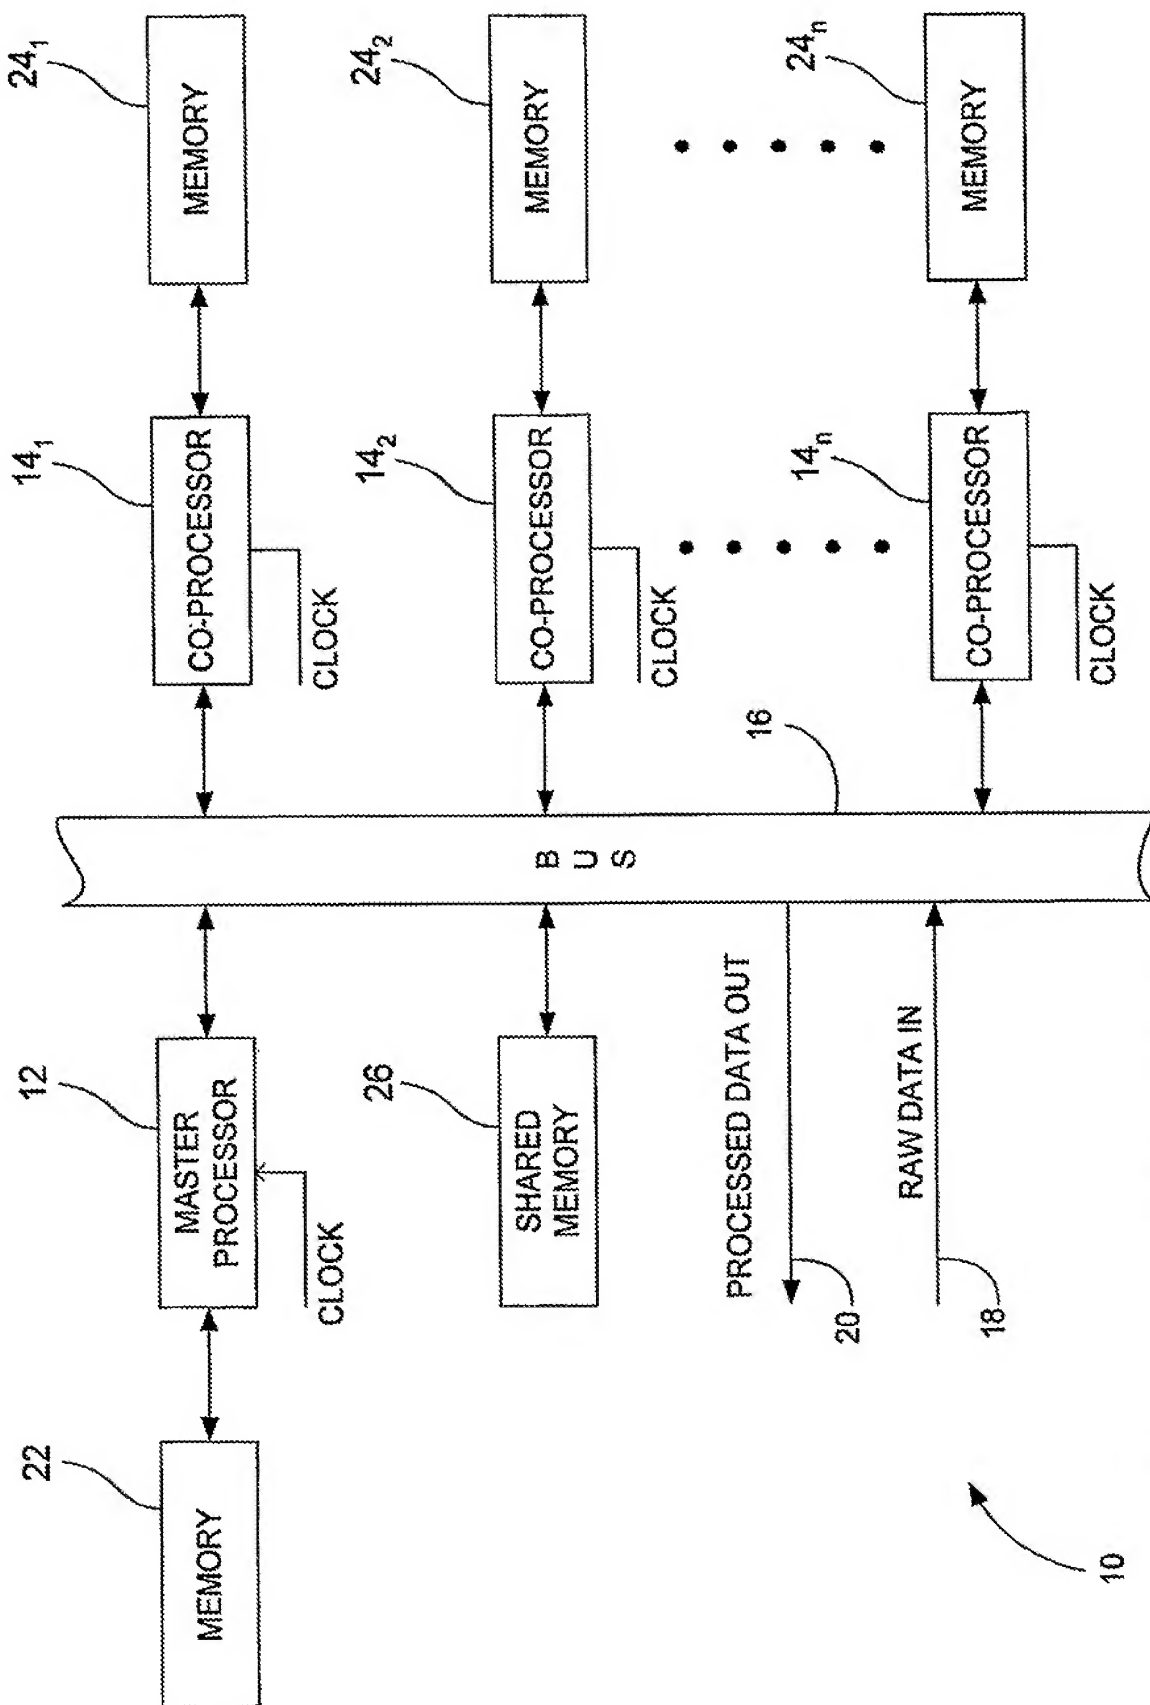 22
MEMORY
12
MASTER
PROCESSOR
CLOCK
14₁
CO-PROCESSOR
CLOCK
24₁
MEMORY
26
SHARED
MEMORY
14₂
CO-PROCESSOR
CLOCK
24₂
MEMORY
B
U
S
16
PROCESSED DATA OUT
20
RAW DATA IN
18
14ₙ
CO-PROCESSOR
CLOCK
24ₙ
MEMORY
10